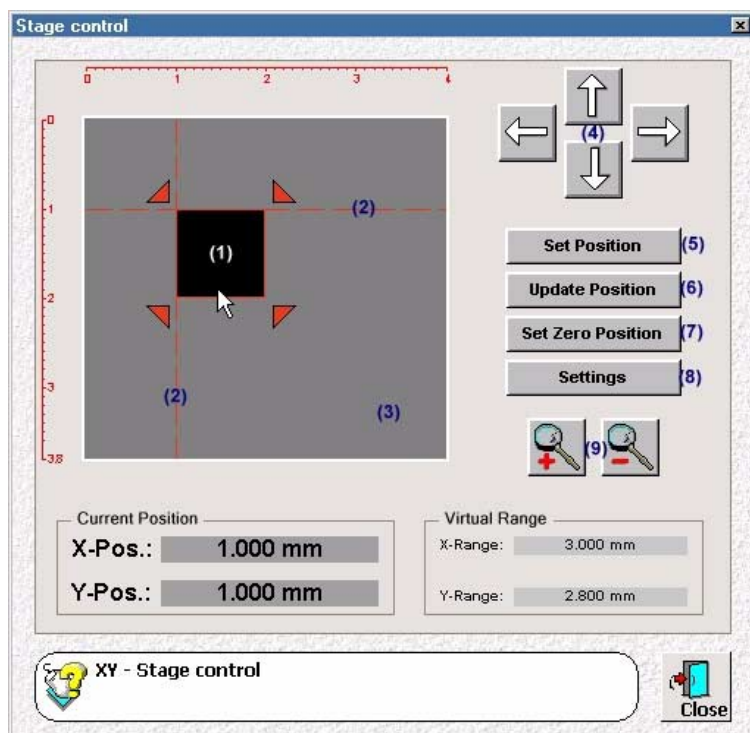 Stage control
0 1 2 3 4
0
1
2
3
3.8
(1)
(2)
(2)
(3)
(4)
Set Position (5)
Update Position (6)
Set Zero Position (7)
Settings (8)
(9)
Current Position
X-Pos.: 1.000 mm
Y-Pos.: 1.000 mm
Virtual Range
X-Range: 3.000 mm
Y-Range: 2.800 mm
XY - Stage control
Close